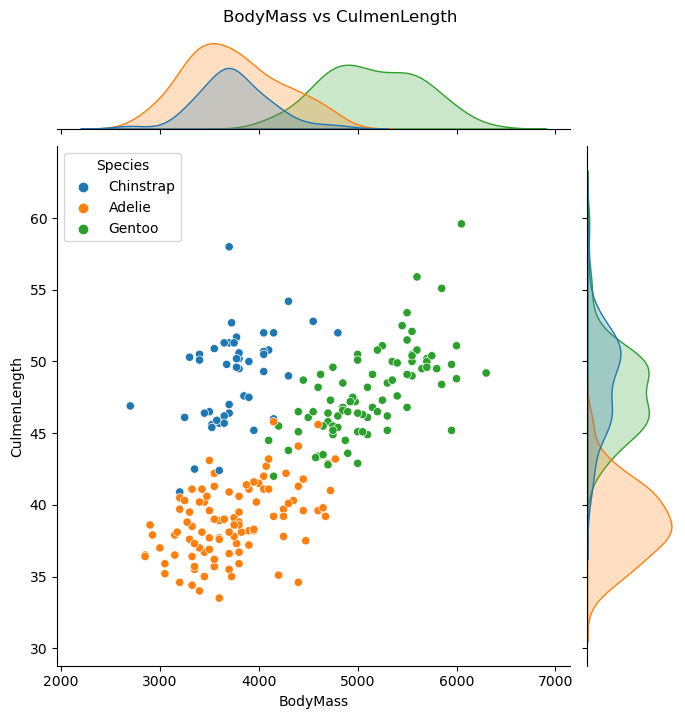 BodyMass vs CulmenLength
Species
Chinstrap
Adelie
Gentoo
60
55
50
45
40
35
30
CulmenLength
2000 3000 4000 5000 6000 7000
BodyMass